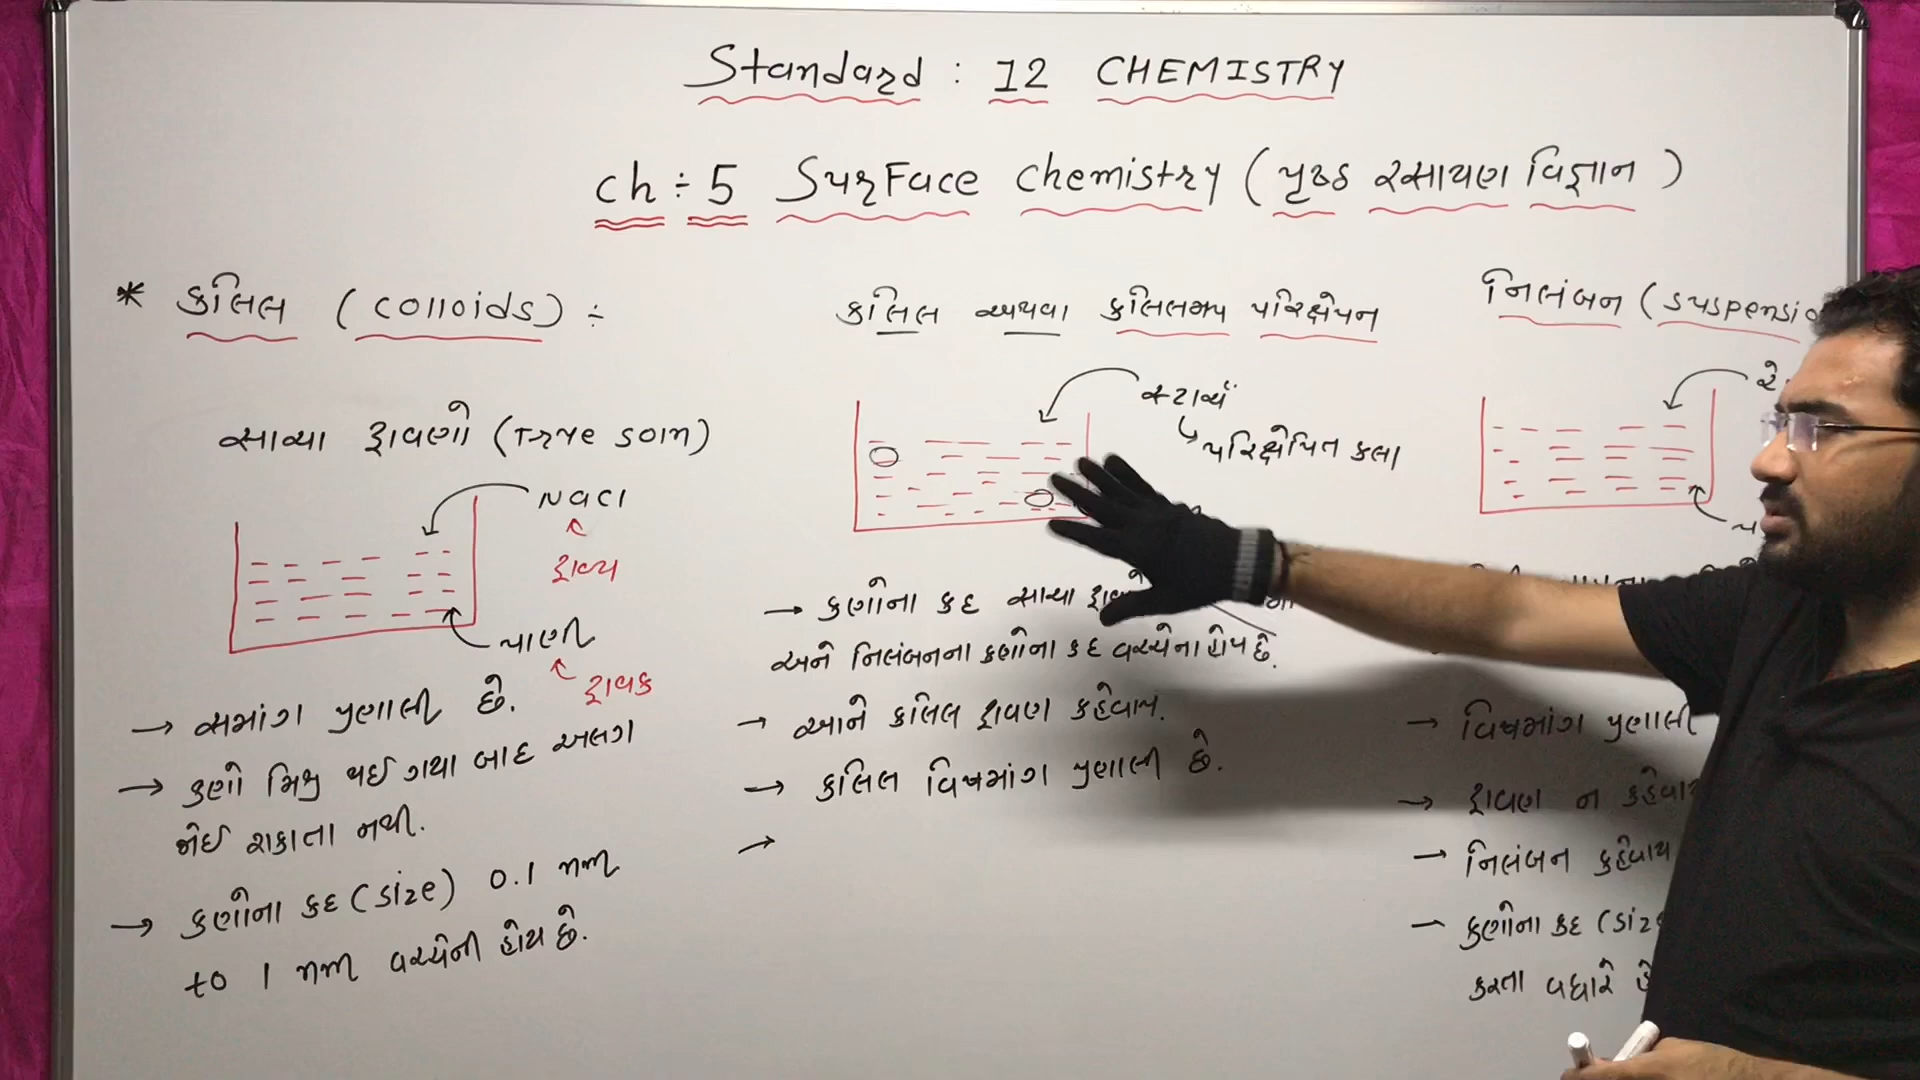 Standard : 12 CHEMISTRY
ch ÷ 5 Surface Chemistry (પૃષ્ઠ રસાયણ વિજ્ઞાન)
* કલિલ (colloids) ÷
સાચા દ્રાવણો (True soln)
NaCl
દ્રાવ્ય
પાણી
દ્રાવક
→ સમાંગ પ્રણાલી છે.
→ કણો મિશ્ર થઈ ગયા બાદ અલગ
જોઈ શકાતા નથી.
→ કણોના કદ (size) 0.1 nm
to 1 nm વચ્ચેની હોય છે.
કલિલ અથવા કલિલમય પરિક્ષેપન
સ્ટાર્ચ
પરિક્ષેપિત કલા
→ કણોના કદ સાચા
અને નિલંબનના કણોના કદ વચ્ચેના હોય છે.
→ આને કલિલ દ્રાવણ કહેવાય.
→ કલિલ વિષમાંગ પ્રણાલી છે.
→
નિલંબન (suspensio
→ વિષમાંગ પ્રણાલી
→ દ્રાવણ ન
→ નિલંબન કહેવાય
– કણોના કદ (size
કરતા વધારે